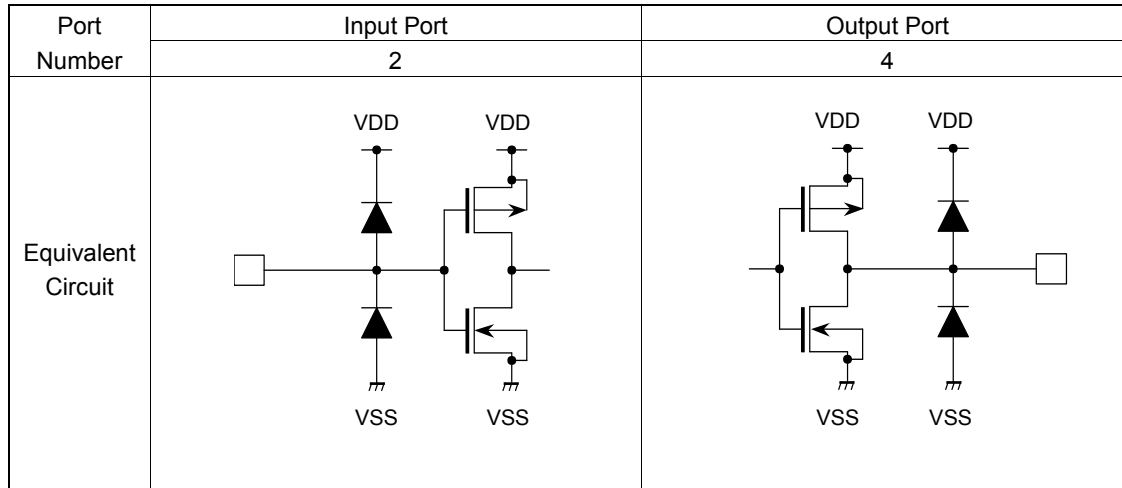 Port
Number
Input Port
Output Port
2
4
Equivalent
Circuit
VDD
VDD
VSS
VSS
VDD
VDD
VSS
VSS